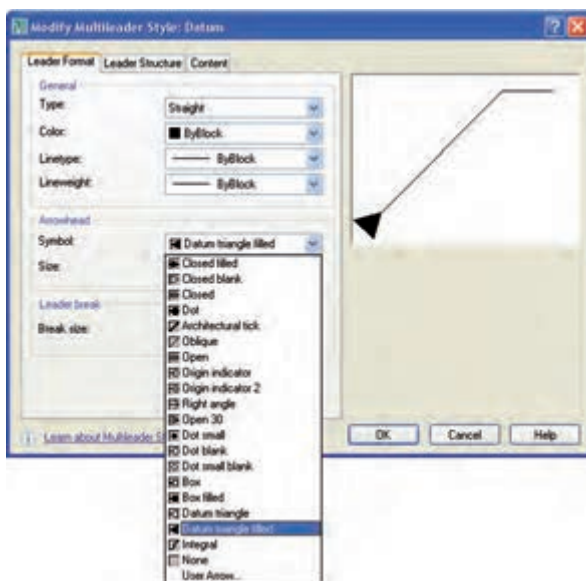 Modify Multileader Style: Datum
Leader Format Leader Structure Content
General
Type: Straight
Color: ByBlock
Linetype: ByBlock
Lineweight: ByBlock
Arrowhead
Symbol: Datum triangle filled
Size:
Closed filled
Closed blank
Closed
Dot
Architectural tick
Oblique
Open
Origin indicator
Origin indicator 2
Right angle
Open 30
Dot small
Dot blank
Dot small blank
Box
Box filled
Datum triangle
Datum triangle filled
Integral
None
User Arrow...
Leader break
Break size:
Learn about Multileader S
OK Cancel Help